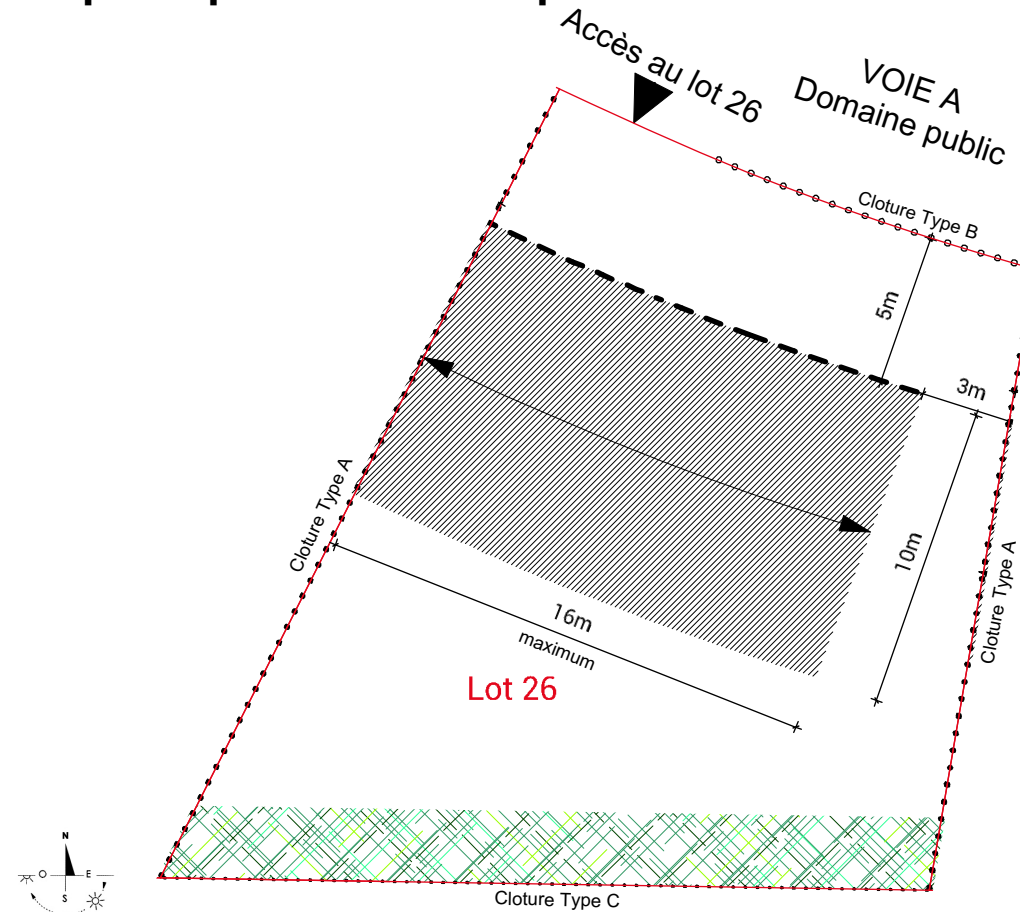 Accès au lot 26
VOIE A
Domaine public
Cloture Type B
5m
3m
10m
Cloture Type A
Cloture Type A
16m
maximum
Lot 26
N
O
E
S
Cloture Type C